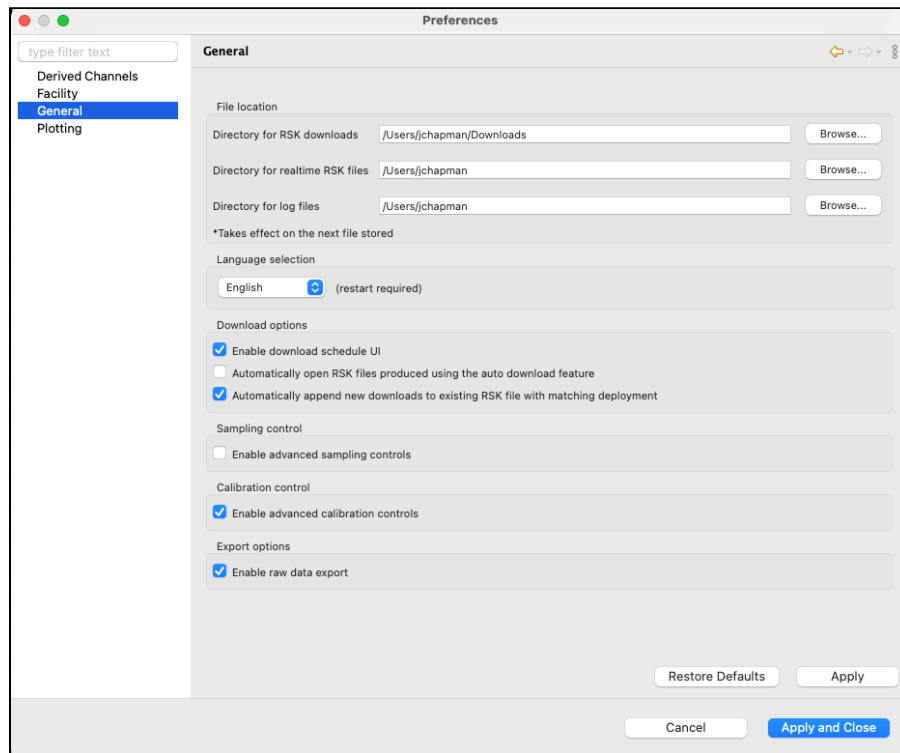 Preferences
type filter text
Derived Channels
Facility
General
Plotting
General
File location
Directory for RSK downloads /Users/jchapman/Downloads Browse...
Directory for realtime RSK files /Users/jchapman Browse...
Directory for log files /Users/jchapman Browse...
*Takes effect on the next file stored
Language selection
English (restart required)
Download options
Enable download schedule UI
Automatically open RSK files produced using the auto download feature
Automatically append new downloads to existing RSK file with matching deployment
Sampling control
Enable advanced sampling controls
Calibration control
Enable advanced calibration controls
Export options
Enable raw data export
Restore Defaults Apply
Cancel Apply and Close